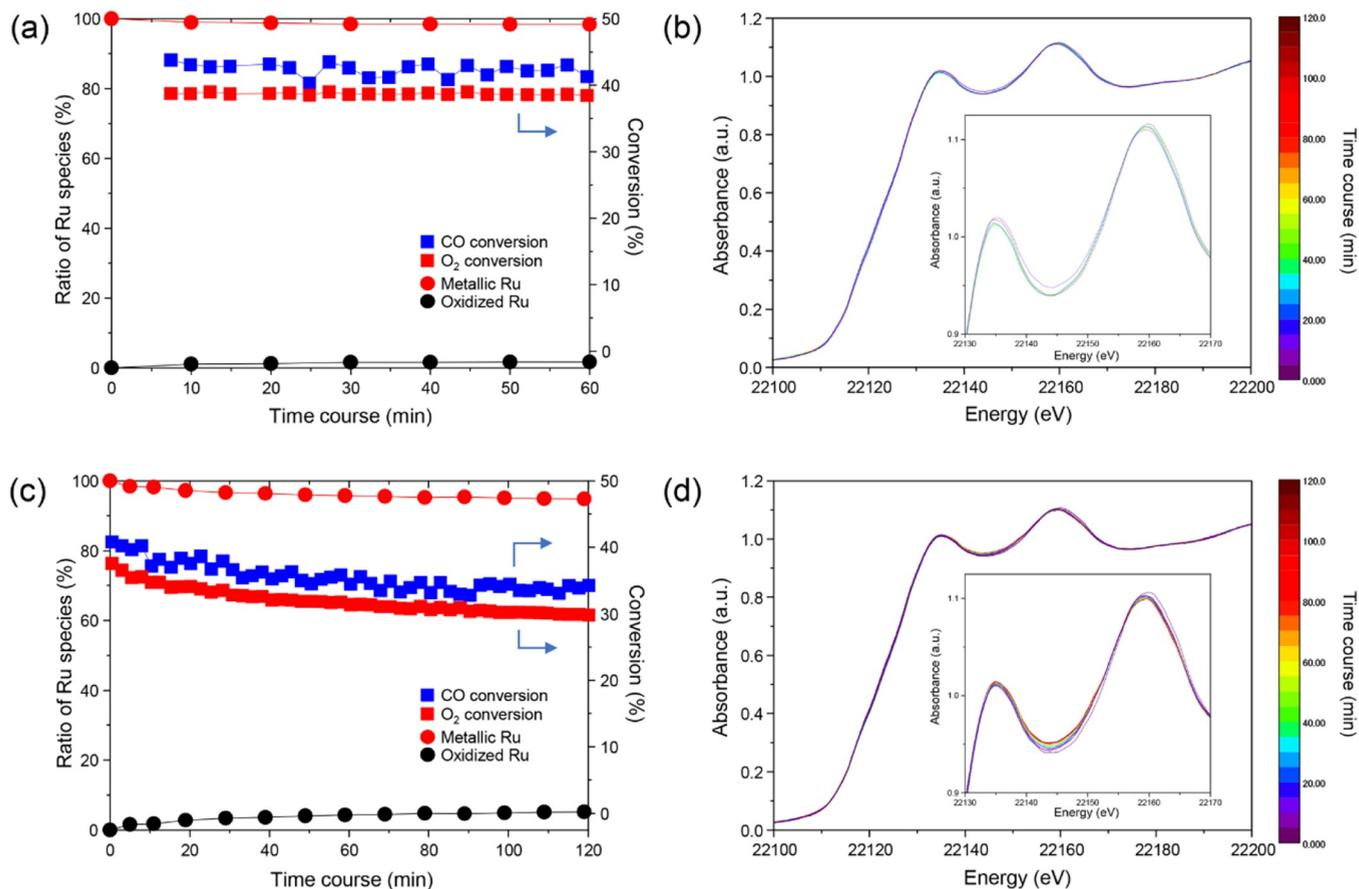 (a)
100
80
60
40
20
0
Ratio of Ru species (%)
50
40
30
20
10
0
Conversion (%)
CO conversion
O₂ conversion
Metallic Ru
Oxidized Ru
0 10 20 30 40 50 60
Time course (min)
(b)
1.2
1.0
0.8
0.6
0.4
0.2
0.0
Absorbance (a.u.)
1.1
1.0
0.9
Absorbance (a.u.)
22130 22140 22150 22160 22170
Energy (eV)
22100 22120 22140 22160 22180 22200
Energy (eV)
120.0
100.0
80.00
60.00
40.00
20.00
0.000
Time course (min)
(c)
100
80
60
40
20
0
Ratio of Ru species (%)
50
40
30
20
10
0
Conversion (%)
CO conversion
O₂ conversion
Metallic Ru
Oxidized Ru
0 20 40 60 80 100 120
Time course (min)
(d)
1.2
1.0
0.8
0.6
0.4
0.2
0.0
Absorbance (a.u.)
1.1
1.0
0.9
Absorbance (a.u.)
22130 22140 22150 22160 22170
Energy (eV)
22100 22120 22140 22160 22180 22200
Energy (eV)
120.0
100.0
80.00
60.00
40.00
20.00
0.000
Time course (min)